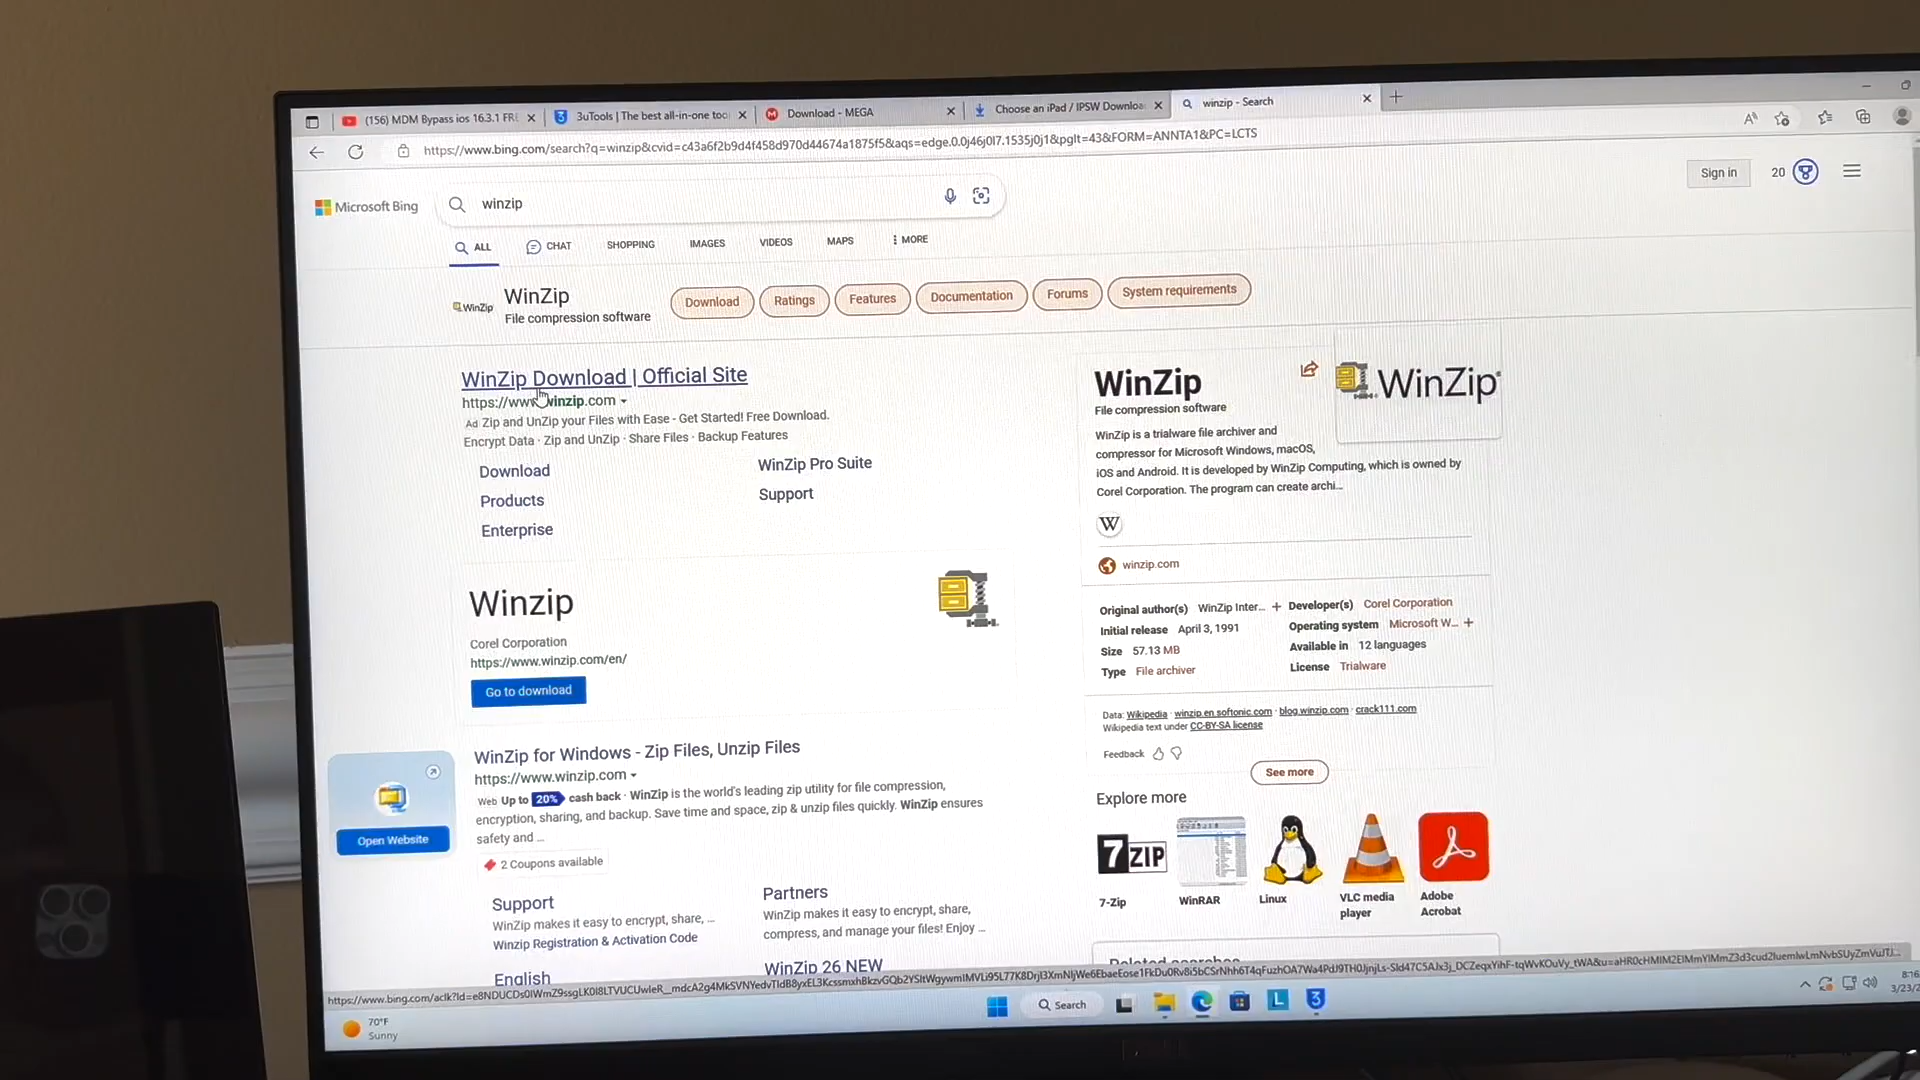 (156) MDM Bypass ios 16.3.1 FR
3uTools | The best all-in-one too
Download - MEGA
Choose an iPad / IPSW Downloa
winzip - Search
https://www.bing.com/search?q=winzip&cvid=c43a6f2b9d4f458d970d44674a1875f5&aqs=edge.0.0j46j0l7.1535j0j1&pglt=43&FORM=ANNTA1&PC=LCTS
Microsoft Bing
winzip
Sign in
20
ALL
CHAT
SHOPPING
IMAGES
VIDEOS
MAPS
MORE
WinZip
WinZip
File compression software
Download
Ratings
Features
Documentation
Forums
System requirements
WinZip Download | Official Site
https://www.winzip.com
Ad Zip and UnZip your Files with Ease - Get Started! Free Download.
Encrypt Data · Zip and UnZip · Share Files · Backup Features
Download
WinZip Pro Suite
Products
Support
Enterprise
Winzip
Corel Corporation
https://www.winzip.com/en/
Go to download
WinZip for Windows - Zip Files, Unzip Files
https://www.winzip.com
Web Up to 20% cash back · WinZip is the world's leading zip utility for file compression,
encryption, sharing, and backup. Save time and space, zip & unzip files quickly. WinZip ensures
safety and ...
2 Coupons available
Open Website
Support
WinZip makes it easy to encrypt, share, ...
Winzip Registration & Activation Code
Partners
WinZip makes it easy to encrypt, share,
compress, and manage your files! Enjoy ...
English
WinZip 26 NEW
WinZip
File compression software
WinZip
WinZip is a trialware file archiver and
compressor for Microsoft Windows, macOS,
iOS and Android. It is developed by WinZip Computing, which is owned by
Corel Corporation. The program can create archi...
W
winzip.com
Original author(s) WinZip Inter... +
Developer(s) Corel Corporation
Initial release April 3, 1991
Operating system Microsoft W... +
Size 57.13 MB
Available in 12 languages
Type File archiver
License Trialware
Data: Wikipedia · winzip.en.softonic.com · blog.winzip.com · crack111.com
Wikipedia text under CC-BY-SA license
Feedback
See more
Explore more
7 ZIP
7-Zip
WinRAR
Linux
VLC media
player
Adobe
Acrobat
Related searches
70°F
Sunny
Search
L
3
8:16
3/23/2